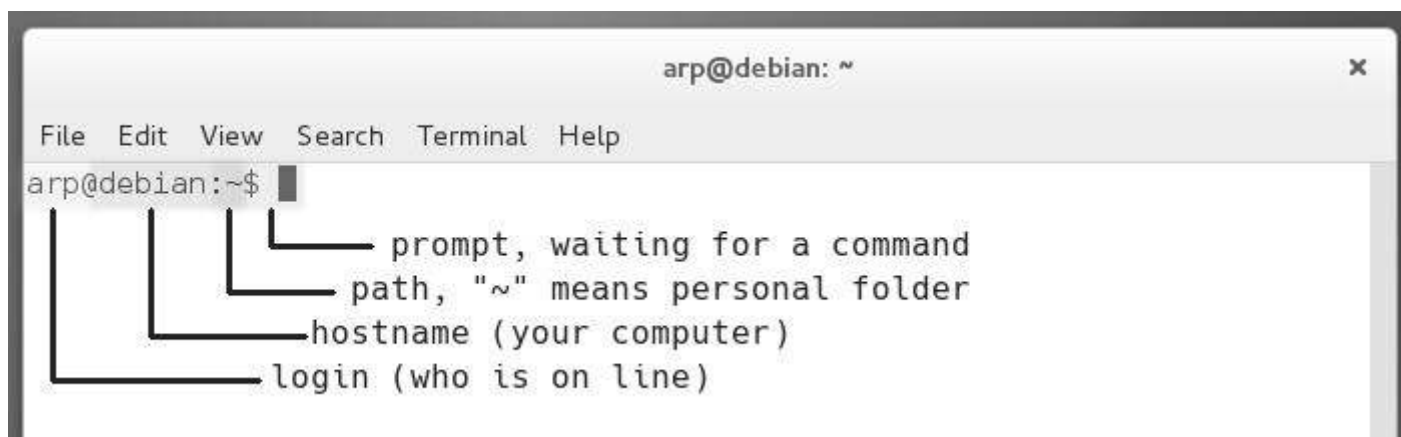 arp@debian: ~ ×
File Edit View Search Terminal Help
arp@debian:~$
prompt, waiting for a command
path, "~" means personal folder
hostname (your computer)
login (who is on line)